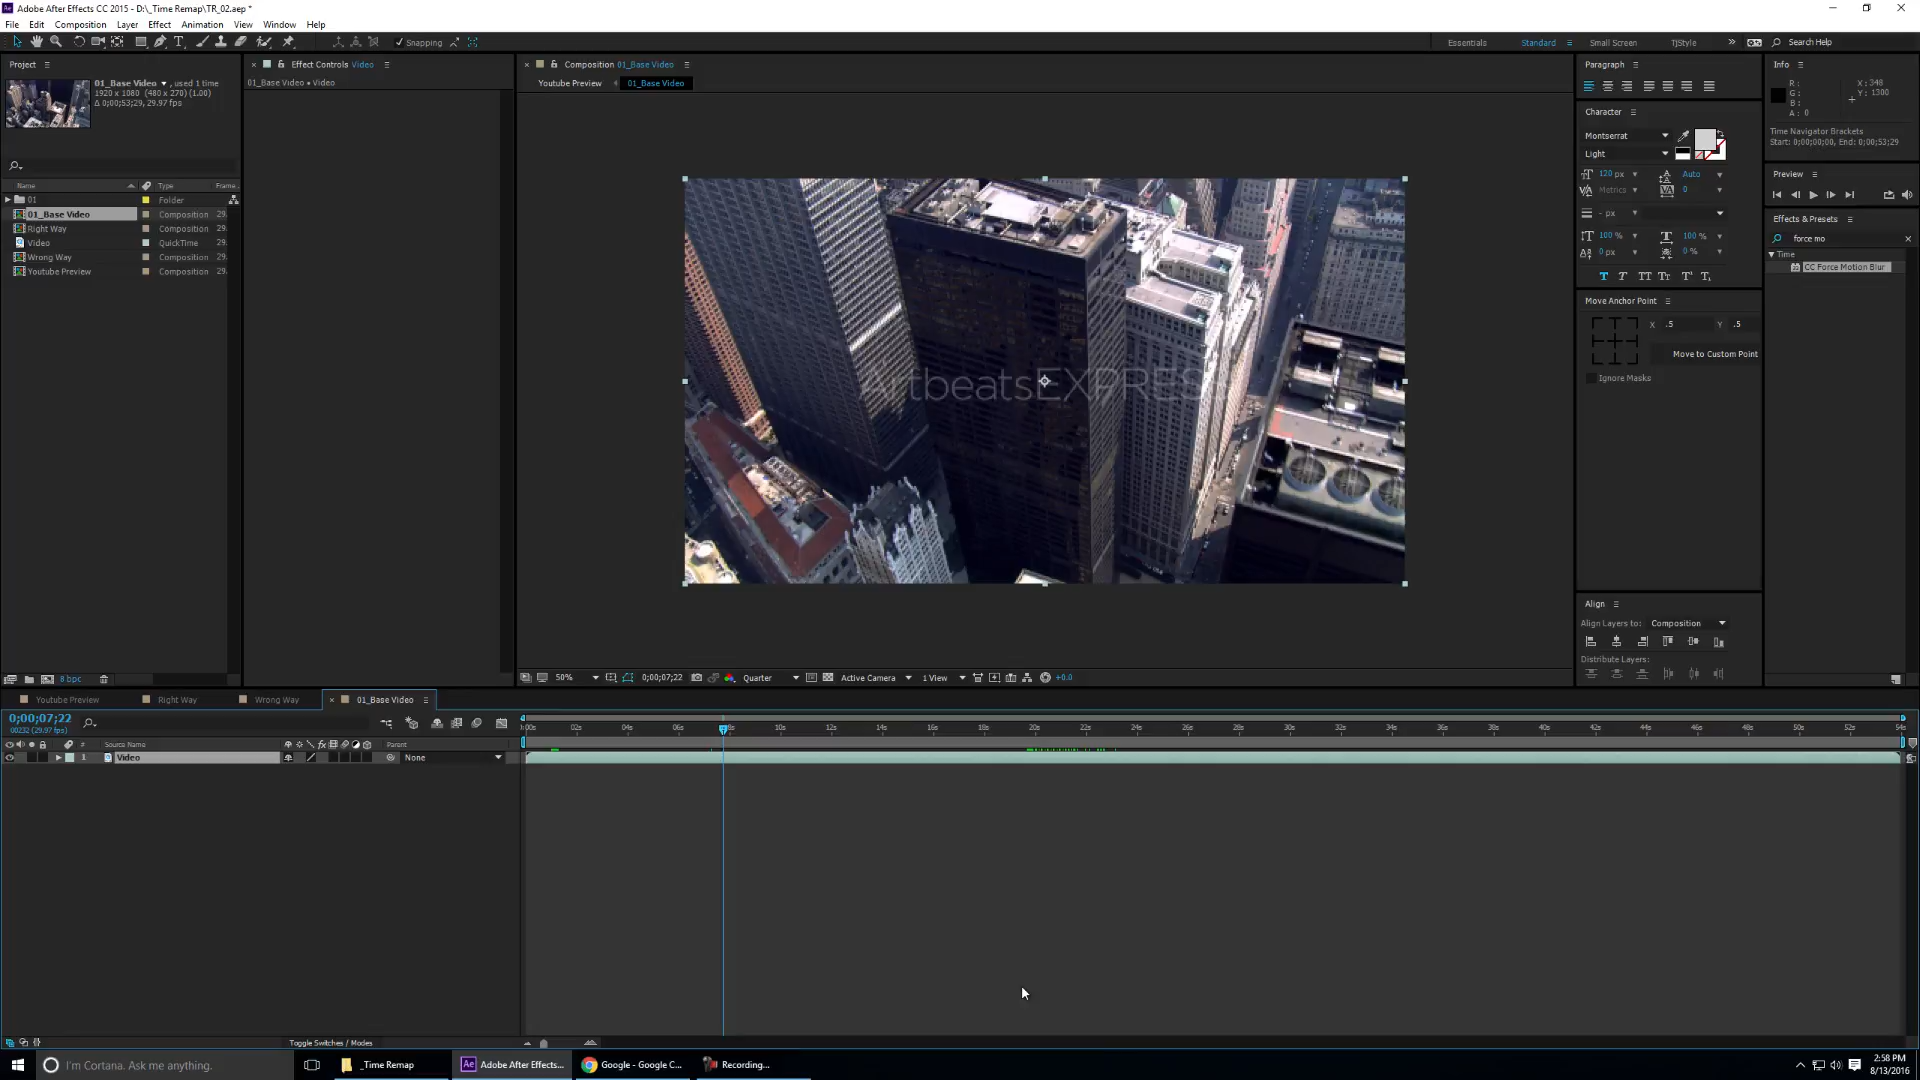 Adobe After Effects CC 2015 - D:\_Time Remap\TR_02.aep *
File Edit Composition Layer Effect Animation View Window Help
Snapping
Essentials Standard Small Screen TJStyle Search Help
Project
01_Base Video , used 1 time
1920 x 1080 (480 x 270) (1.00)
Δ 0;00;53;29, 29.97 fps
Name Type Frame
01 Folder
01_Base Video Composition 29.
Right Way Composition 29.
Video QuickTime 29.
Wrong Way Composition 29.
Youtube Preview Composition 29.
8 bpc
Effect Controls Video
01_Base Video • Video
Composition 01_Base Video
Youtube Preview 01_Base Video
ArtbeatsEXPRESS
50% 0;00;07;22 Quarter Active Camera 1 View +0.0
Paragraph
Character
Montserrat
Light
120 px Auto
Metrics 0
- px
100 % 100 %
0 px 0 %
Move Anchor Point
X .5 Y .5
Move to Custom Point
Ignore Masks
Align
Align Layers to: Composition
Distribute Layers:
Info
R : X : 348
G : Y : 1300
B :
A : 0
Time Navigator Brackets
Start: 0;00;00;00, End: 0;00;53;29
Preview
Effects & Presets
force mo
Time
CC Force Motion Blur
Youtube Preview Right Way Wrong Way 01_Base Video
0;00;07;22
00232 (29.97 fps)
# Source Name Parent
1 Video None
:00s 02s 04s 06s 08s 10s 12s 14s 16s 18s 20s 22s 24s 26s 28s 30s 32s 34s 36s 38s 40s 42s 44s 46s 48s 50s 52s 54s
Toggle Switches / Modes
I'm Cortana. Ask me anything.
_Time Remap
Adobe After Effects...
Google - Google C...
Recording...
2:58 PM
8/13/2016